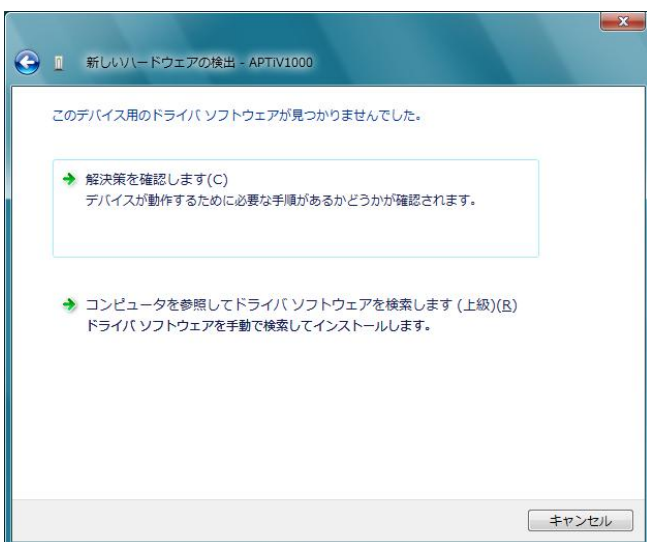 新しいハードウェアの検出 - APTiV1000
このデバイス用のドライバ ソフトウェアが見つかりませんでした。
解決策を確認します(C)
デバイスが動作するために必要な手順があるかどうかが確認されます。
コンピュータを参照してドライバ ソフトウェアを検索します (上級)(R)
ドライバ ソフトウェアを手動で検索してインストールします。
キャンセル